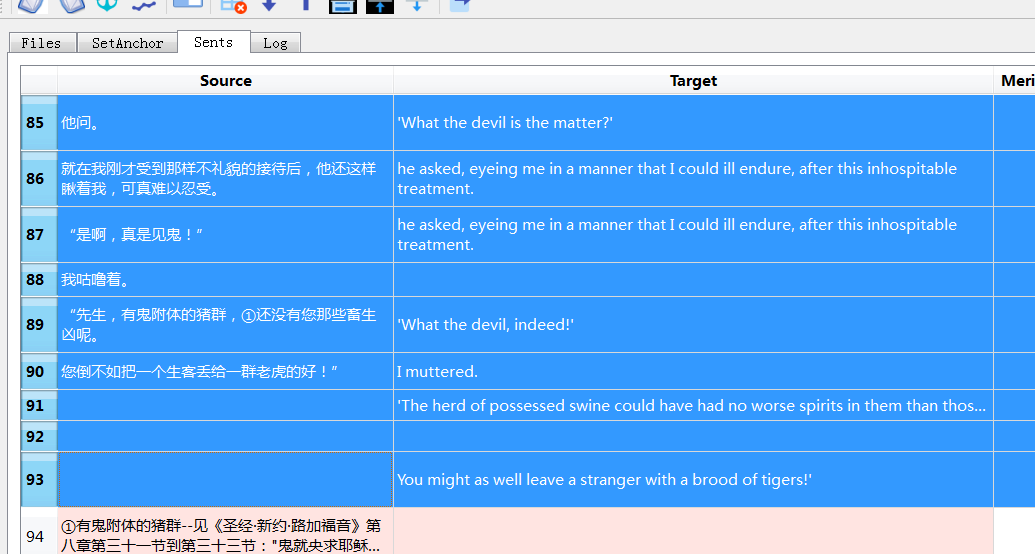 Files SetAnchor Sents Log
Source Target Meri
85 他问。 'What the devil is the matter?'
86 就在我刚才受到那样不礼貌的接待后，他还这样 he asked, eyeing me in a manner that I could ill endure, after this inhospitable
瞅着我，可真难以忍受。 treatment.
87 “是啊，真是见鬼！” he asked, eyeing me in a manner that I could ill endure, after this inhospitable
treatment.
88 我咕噜着。
89 “先生，有鬼附体的猪群，①还没有您那些畜生 'What the devil, indeed!'
凶呢。
90 您倒不如把一个生客丢给一群老虎的好！” I muttered.
91 'The herd of possessed swine could have had no worse spirits in them than thos...
92
93 You might as well leave a stranger with a brood of tigers!'
94 ①有鬼附体的猪群--见《圣经·新约·路加福音》第
八章第三十一节到第三十三节："鬼就央求耶稣...